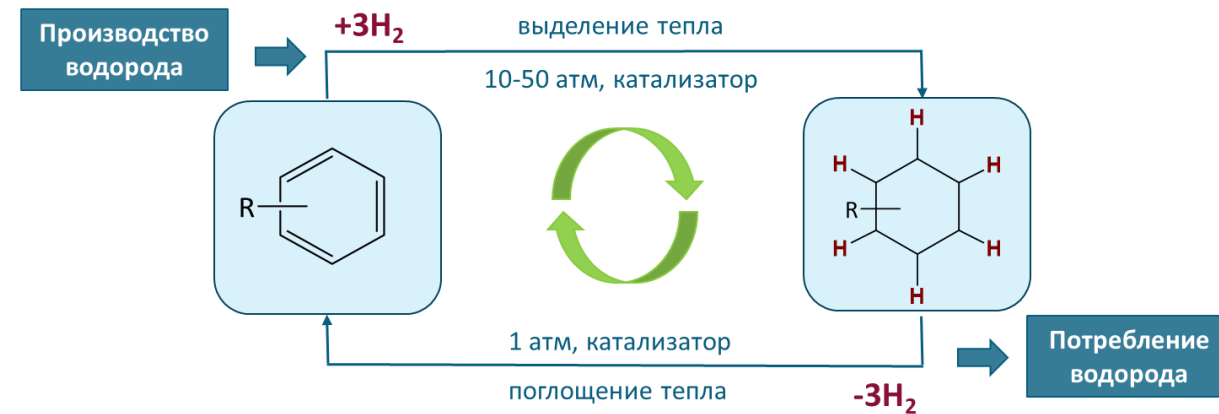 Производство
водорода
+3H₂
выделение тепла
10-50 атм, катализатор
R
H
H
H
R
H
H
H
1 атм, катализатор
поглощение тепла
-3H₂
Потребление
водорода